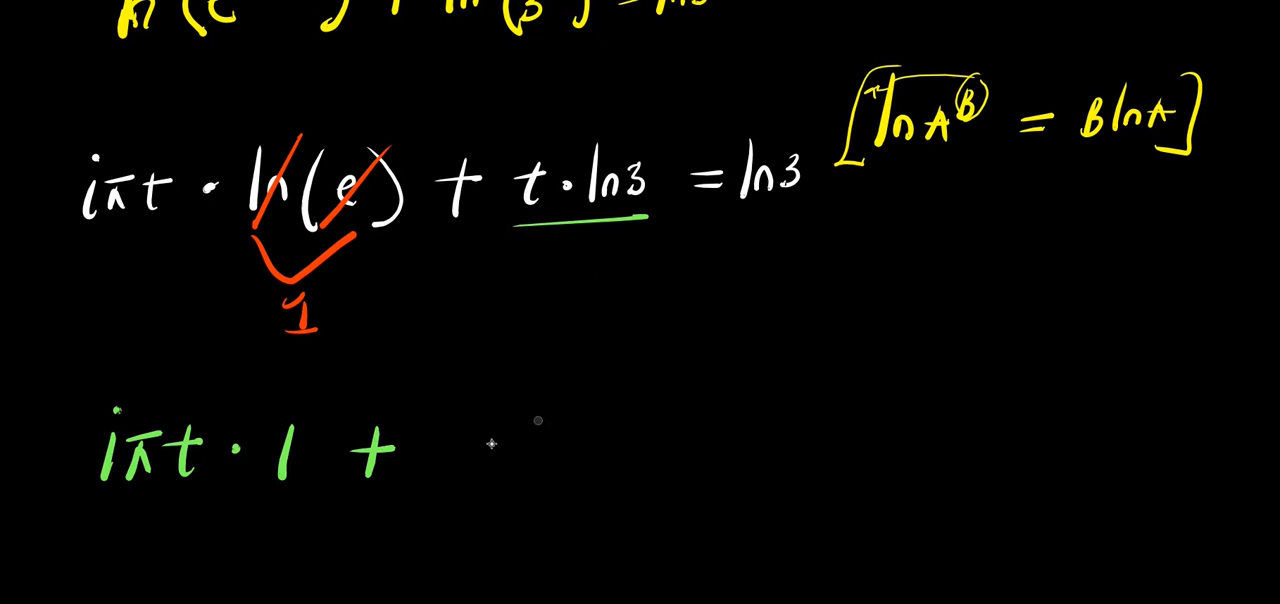 iπt · ln(e) + t · ln3 = ln3
[ln A^B = B ln A]
1
iπt · 1 +